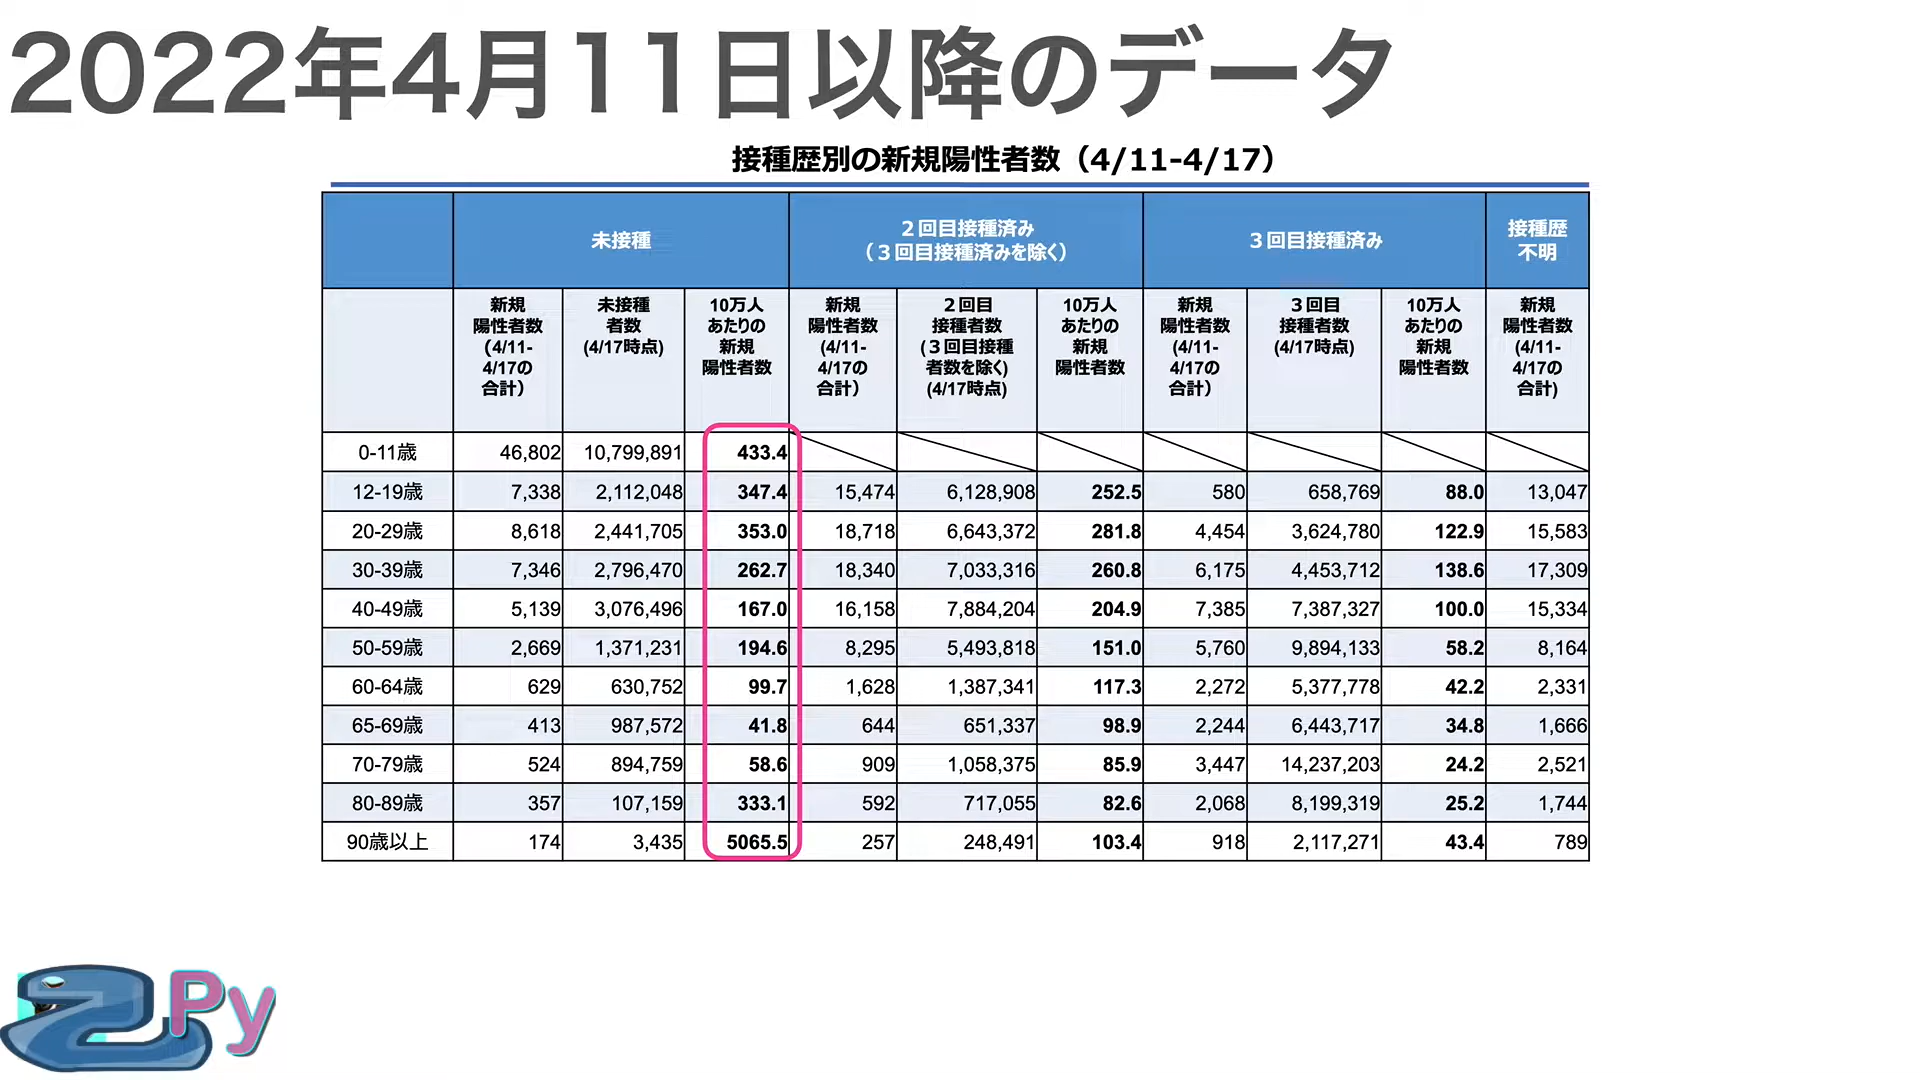 2022年4月11日以降のデータ
接種歴別の新規陽性者数（4/11-4/17）
未接種
２回目接種済み
（３回目接種済みを除く）
３回目接種済み
接種歴
不明
新規
陽性者数
（4/11-
4/17の
合計）
未接種
者数
(4/17時点)
10万人
あたりの
新規
陽性者数
新規
陽性者数
(4/11-
4/17の
合計）
２回目
接種者数
(３回目接種
者数を除く)
(4/17時点)
10万人
あたりの
新規
陽性者数
新規
陽性者数
(4/11-
4/17の
合計）
３回目
接種者数
(4/17時点)
10万人
あたりの
新規
陽性者数
新規
陽性者数
(4/11-
4/17の
合計)
0-11歳 46,802 10,799,891 433.4
12-19歳 7,338 2,112,048 347.4 15,474 6,128,908 252.5 580 658,769 88.0 13,047
20-29歳 8,618 2,441,705 353.0 18,718 6,643,372 281.8 4,454 3,624,780 122.9 15,583
30-39歳 7,346 2,796,470 262.7 18,340 7,033,316 260.8 6,175 4,453,712 138.6 17,309
40-49歳 5,139 3,076,496 167.0 16,158 7,884,204 204.9 7,385 7,387,327 100.0 15,334
50-59歳 2,669 1,371,231 194.6 8,295 5,493,818 151.0 5,760 9,894,133 58.2 8,164
60-64歳 629 630,752 99.7 1,628 1,387,341 117.3 2,272 5,377,778 42.2 2,331
65-69歳 413 987,572 41.8 644 651,337 98.9 2,244 6,443,717 34.8 1,666
70-79歳 524 894,759 58.6 909 1,058,375 85.9 3,447 14,237,203 24.2 2,521
80-89歳 357 107,159 333.1 592 717,055 82.6 2,068 8,199,319 25.2 1,744
90歳以上 174 3,435 5065.5 257 248,491 103.4 918 2,117,271 43.4 789
Py